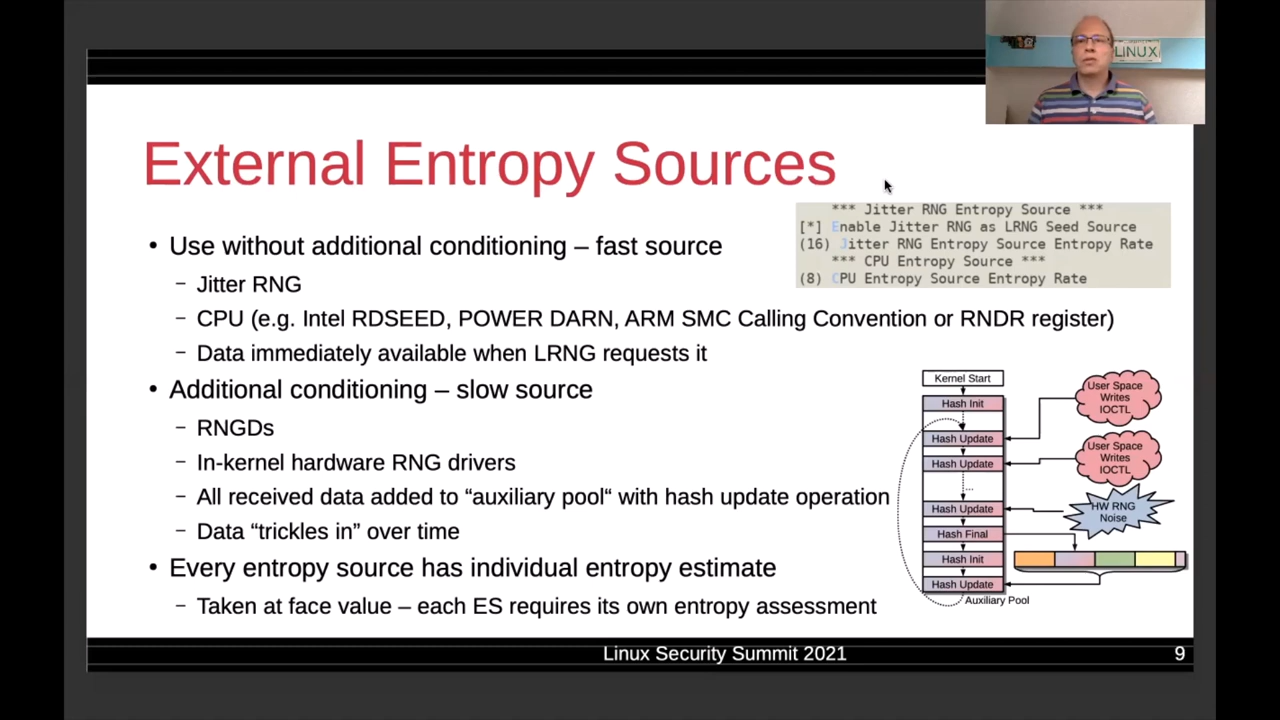 LINUX
External Entropy Sources
*** Jitter RNG Entropy Source ***
[*] Enable Jitter RNG as LRNG Seed Source
(16) Jitter RNG Entropy Source Entropy Rate
*** CPU Entropy Source ***
(8) CPU Entropy Source Entropy Rate
• Use without additional conditioning – fast source
– Jitter RNG
– CPU (e.g. Intel RDSEED, POWER DARN, ARM SMC Calling Convention or RNDR register)
– Data immediately available when LRNG requests it
• Additional conditioning – slow source
– RNGDs
– In-kernel hardware RNG drivers
– All received data added to “auxiliary pool“ with hash update operation
– Data “trickles in” over time
• Every entropy source has individual entropy estimate
– Taken at face value – each ES requires its own entropy assessment
Kernel Start
Hash Init
Hash Update
Hash Update
...
Hash Update
Hash Final
Hash Init
Hash Update
Auxiliary Pool
User Space
Writes
IOCTL
User Space
Writes
IOCTL
HW RNG
Noise
Linux Security Summit 2021
9